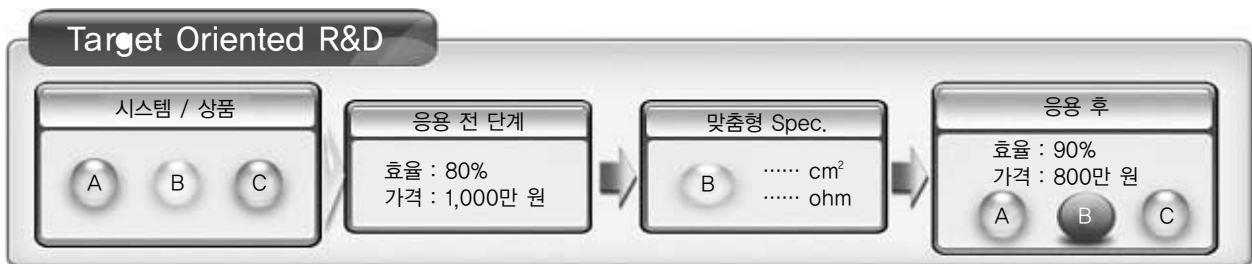 Target Oriented R&D
시스템 / 상품
A B C
응용 전 단계
효율 : 80%
가격 : 1,000만 원
맞춤형 Spec.
B
…… cm²
…… ohm
응용 후
효율 : 90%
가격 : 800만 원
A B C